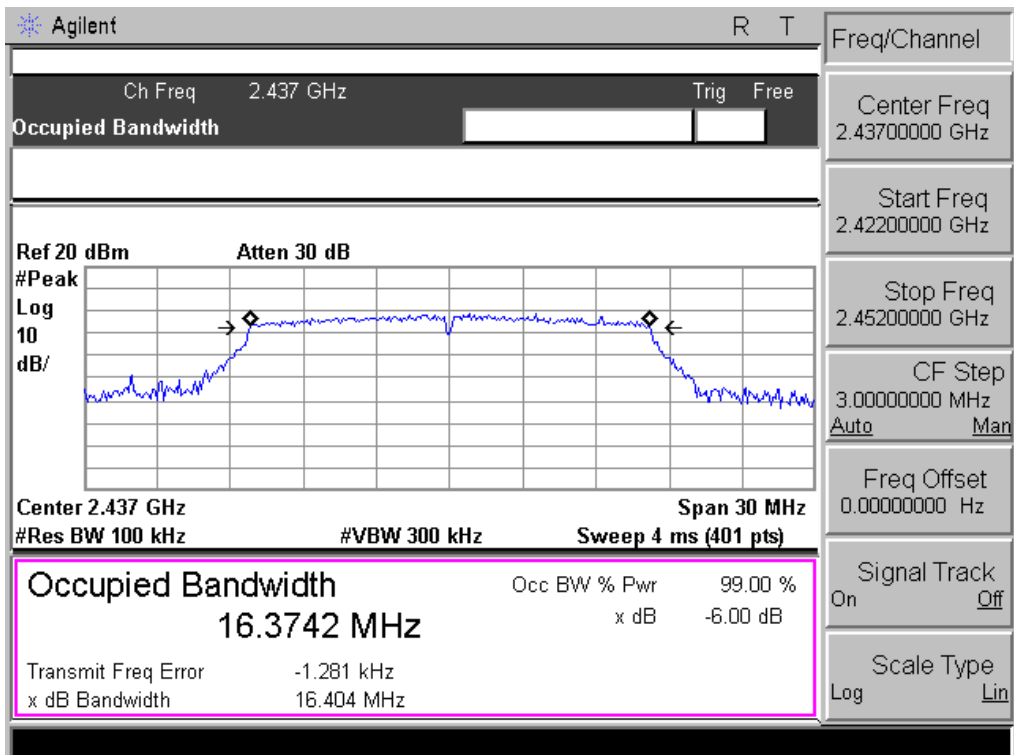 Agilent R T
Ch Freq 2.437 GHz Trig Free
Occupied Bandwidth
Ref 20 dBm Atten 30 dB
#Peak
Log
10
dB/
Center 2.437 GHz Span 30 MHz
#Res BW 100 kHz #VBW 300 kHz Sweep 4 ms (401 pts)
Occupied Bandwidth Occ BW % Pwr 99.00 %
16.3742 MHz x dB -6.00 dB
Transmit Freq Error -1.281 kHz
x dB Bandwidth 16.404 MHz
Freq/Channel
Center Freq
2.43700000 GHz
Start Freq
2.42200000 GHz
Stop Freq
2.45200000 GHz
CF Step
3.00000000 MHz
Auto Man
Freq Offset
0.00000000 Hz
Signal Track
On Off
Scale Type
Log Lin